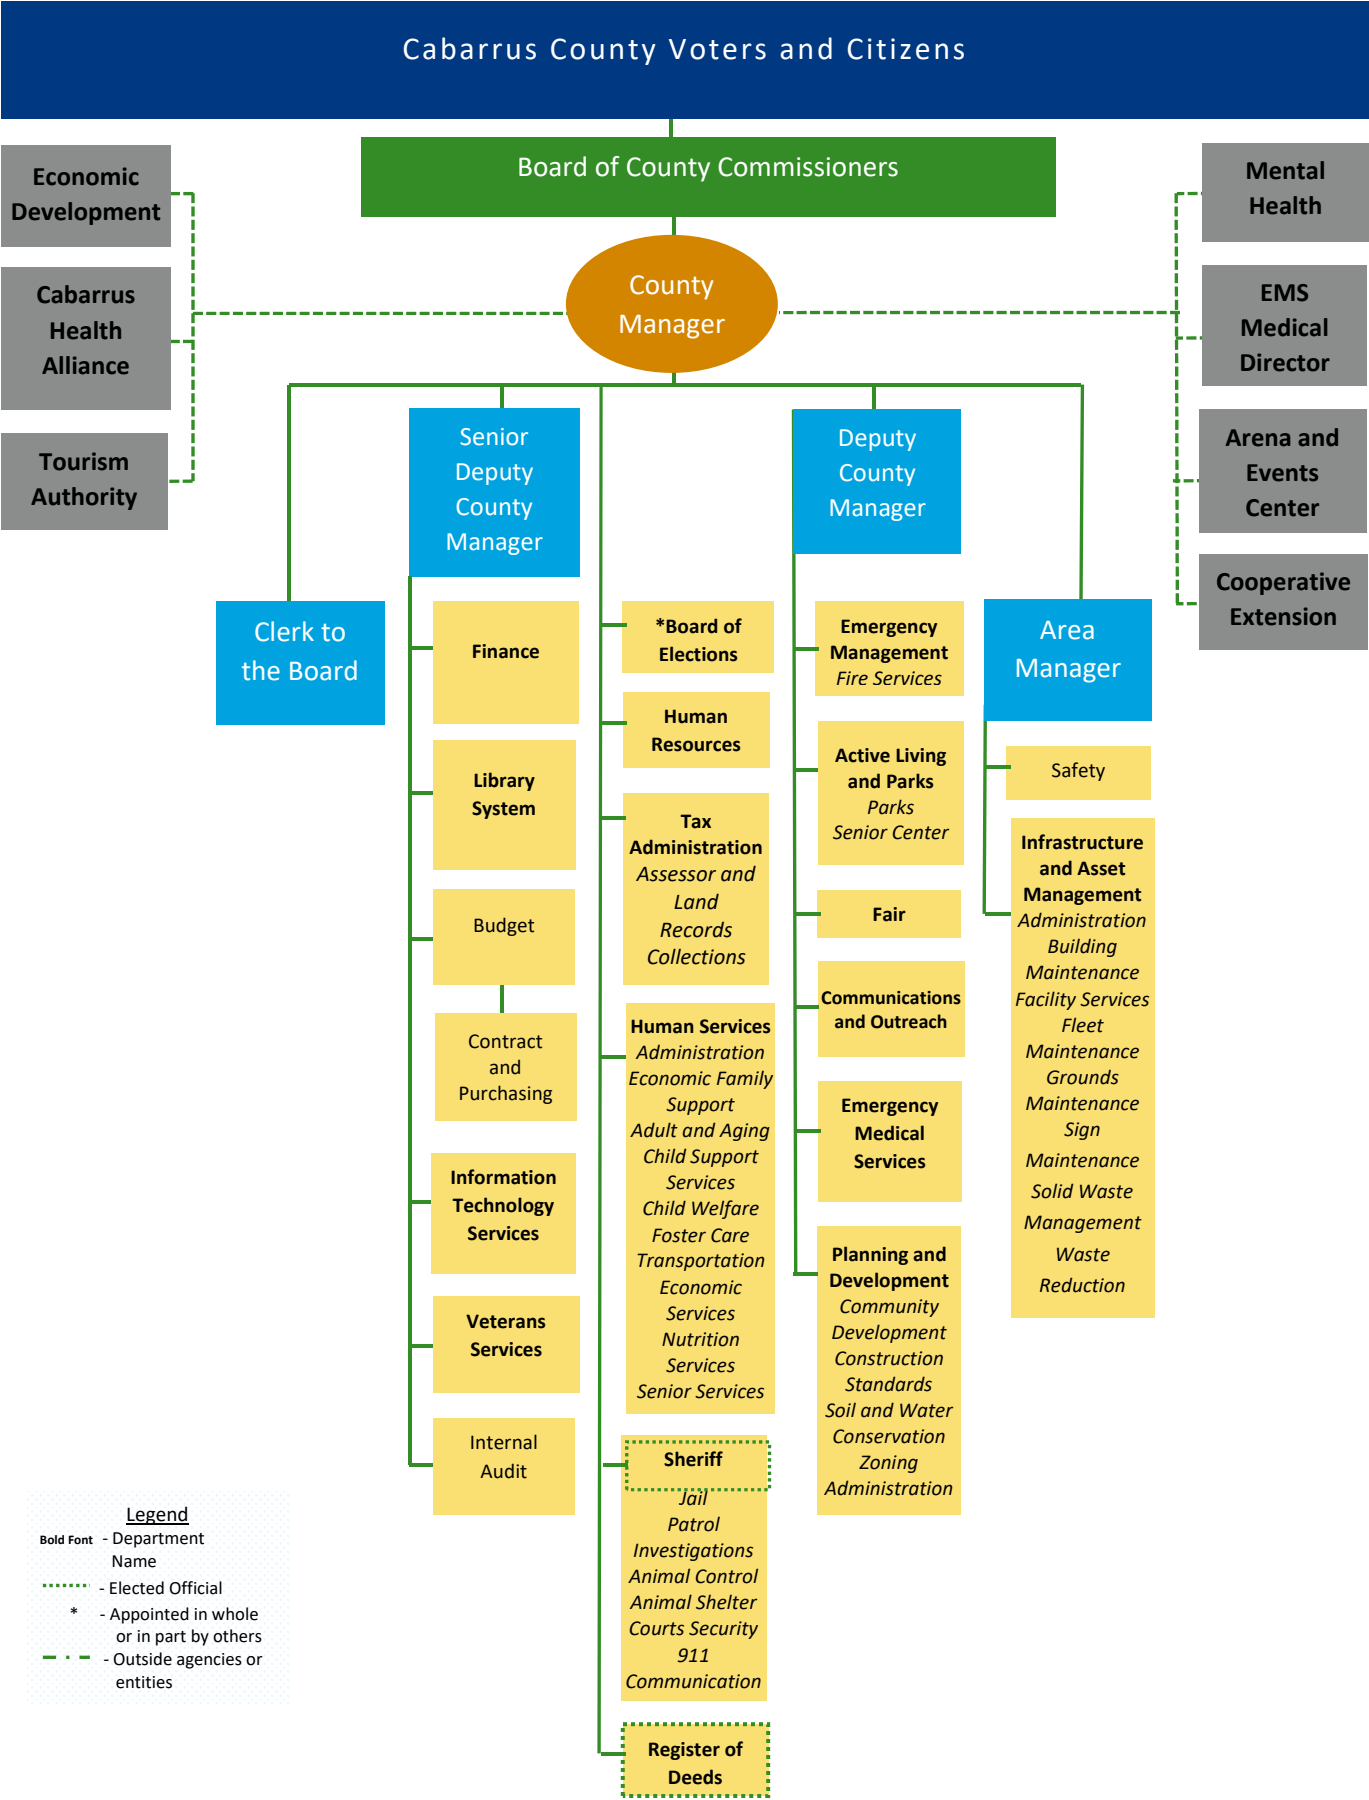 Cabarrus County Voters and Citizens
Board of County Commissioners
Economic
Development
Cabarrus
Health
Alliance
Tourism
Authority
County
Manager
Mental
Health
EMS
Medical
Director
Arena and
Events
Center
Cooperative
Extension
Clerk to
the Board
Senior
Deputy
County
Manager
Finance
Library
System
Budget
Contract
and
Purchasing
Information
Technology
Services
Veterans
Services
Internal
Audit
*Board of
Elections
Human
Resources
Tax
Administration
Assessor and
Land
Records
Collections
Human Services
Administration
Economic Family
Support
Adult and Aging
Child Support
Services
Child Welfare
Foster Care
Transportation
Economic
Services
Nutrition
Services
Senior Services
Sheriff
Jail
Patrol
Investigations
Animal Control
Animal Shelter
Courts Security
911
Communication
Register of
Deeds
Deputy
County
Manager
Emergency
Management
Fire Services
Active Living
and Parks
Parks
Senior Center
Fair
Communications
and Outreach
Emergency
Medical
Services
Planning and
Development
Community
Development
Construction
Standards
Soil and Water
Conservation
Zoning
Administration
Area
Manager
Safety
Infrastructure
and Asset
Management
Administration
Building
Maintenance
Facility Services
Fleet
Maintenance
Grounds
Maintenance
Sign
Maintenance
Solid Waste
Management
Waste
Reduction
Legend
Bold Font - Department
Name
- Elected Official
* - Appointed in whole
or in part by others
- Outside agencies or
entities